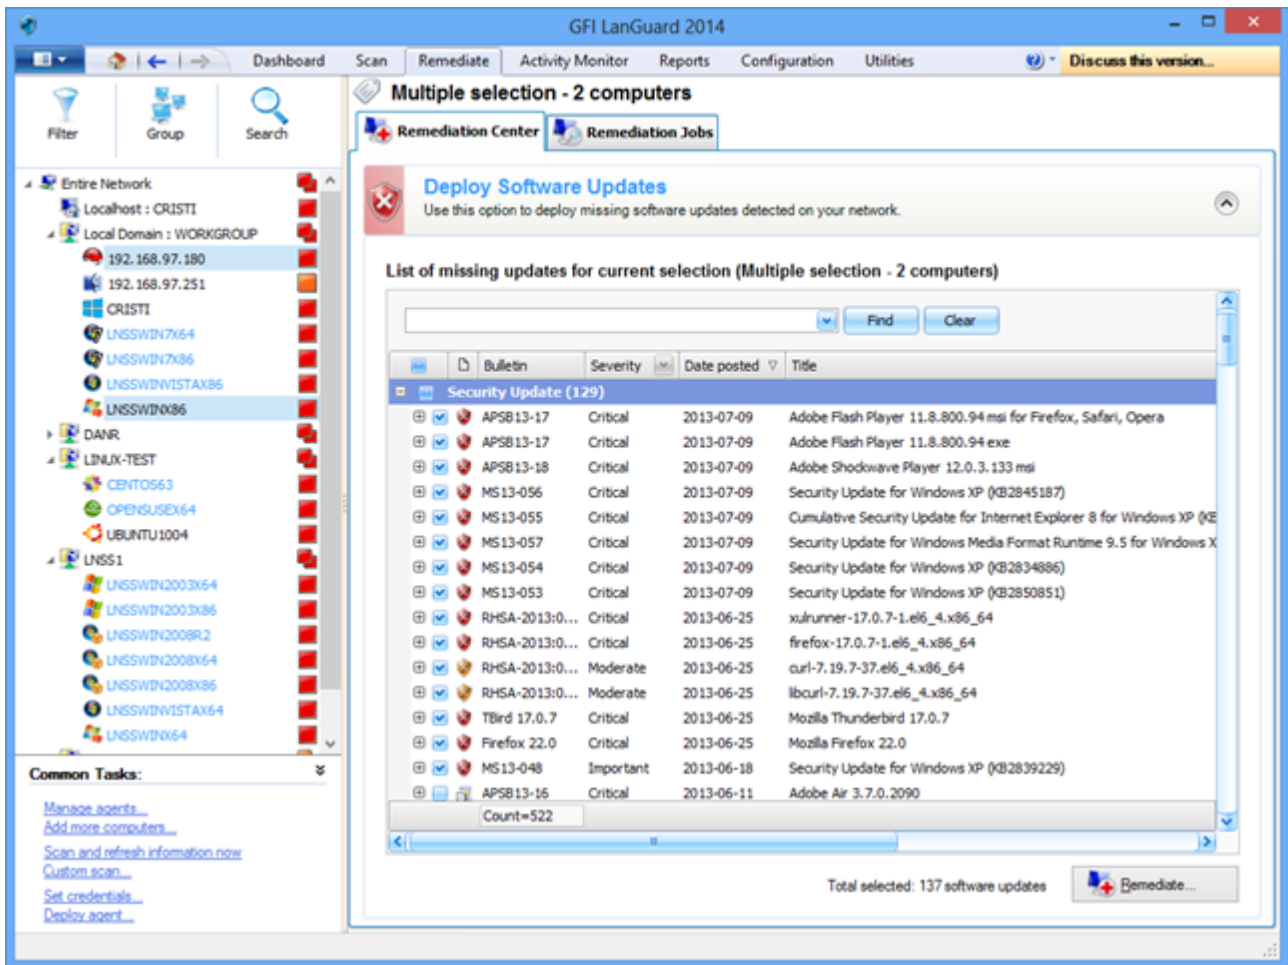 GFI LanGuard 2014
Dashboard Scan Remediate Activity Monitor Reports Configuration Utilities Discuss this version...
Filter Group Search
Multiple selection - 2 computers
Remediation Center Remediation Jobs
Deploy Software Updates
Use this option to deploy missing software updates detected on your network.
Entire Network
Localhost : CRISTI
Local Domain : WORKGROUP
192.168.97.180
192.168.97.251
CRISTI
LNSSWIN7X64
LNSSWIN7X86
LNSSWINVISTAX86
LNSSWINX86
DANR
LINUX-TEST
CENTOS63
OPENSUSEX64
UBUNTU1004
LNSS1
LNSSWIN2003X64
LNSSWIN2003X86
LNSSWIN2008R2
LNSSWIN2008X64
LNSSWIN2008X86
LNSSWINVISTAX64
LNSSWINX64
Common Tasks:
Manage agents...
Add more computers...
Scan and refresh information now
Custom scan...
Set credentials...
Deploy agent...
List of missing updates for current selection (Multiple selection - 2 computers)
Find Clear
Bulletin Severity Date posted Title
Security Update (129)
APSB13-17 Critical 2013-07-09 Adobe Flash Player 11.8.800.94 msi for Firefox, Safari, Opera
APSB13-17 Critical 2013-07-09 Adobe Flash Player 11.8.800.94 exe
APSB13-18 Critical 2013-07-09 Adobe Shockwave Player 12.0.3.133 msi
MS13-056 Critical 2013-07-09 Security Update for Windows XP (KB2845187)
MS13-055 Critical 2013-07-09 Cumulative Security Update for Internet Explorer 8 for Windows XP (KE
MS13-057 Critical 2013-07-09 Security Update for Windows Media Format Runtime 9.5 for Windows X
MS13-054 Critical 2013-07-09 Security Update for Windows XP (KB2834886)
MS13-053 Critical 2013-07-09 Security Update for Windows XP (KB2850851)
RHSA-2013:0... Critical 2013-06-25 xulrunner-17.0.7-1.el6_4.x86_64
RHSA-2013:0... Critical 2013-06-25 firefox-17.0.7-1.el6_4.x86_64
RHSA-2013:0... Moderate 2013-06-25 curl-7.19.7-37.el6_4.x86_64
RHSA-2013:0... Moderate 2013-06-25 libcurl-7.19.7-37.el6_4.x86_64
TBird 17.0.7 Critical 2013-06-25 Mozilla Thunderbird 17.0.7
Firefox 22.0 Critical 2013-06-25 Mozilla Firefox 22.0
MS13-048 Important 2013-06-18 Security Update for Windows XP (KB2839229)
APSB13-16 Critical 2013-06-11 Adobe Air 3.7.0.2090
Count=522
Total selected: 137 software updates Remediate...